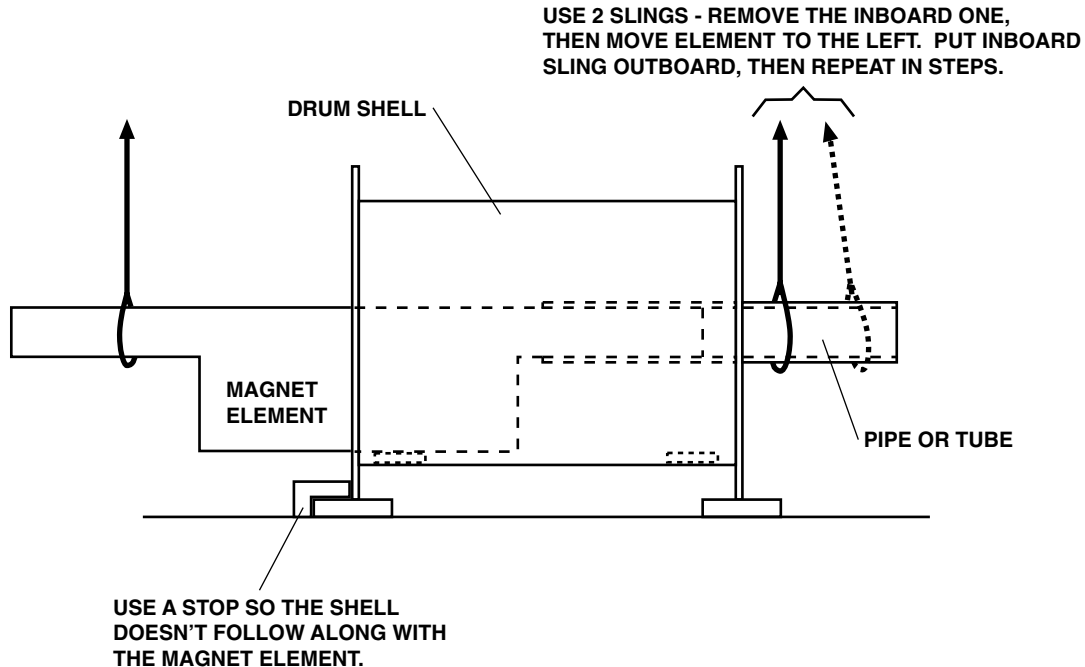 USE 2 SLINGS - REMOVE THE INBOARD ONE,
THEN MOVE ELEMENT TO THE LEFT.  PUT INBOARD
SLING OUTBOARD, THEN REPEAT IN STEPS.
DRUM SHELL
MAGNET
ELEMENT
PIPE OR TUBE
USE A STOP SO THE SHELL
DOESN'T FOLLOW ALONG WITH
THE MAGNET ELEMENT.